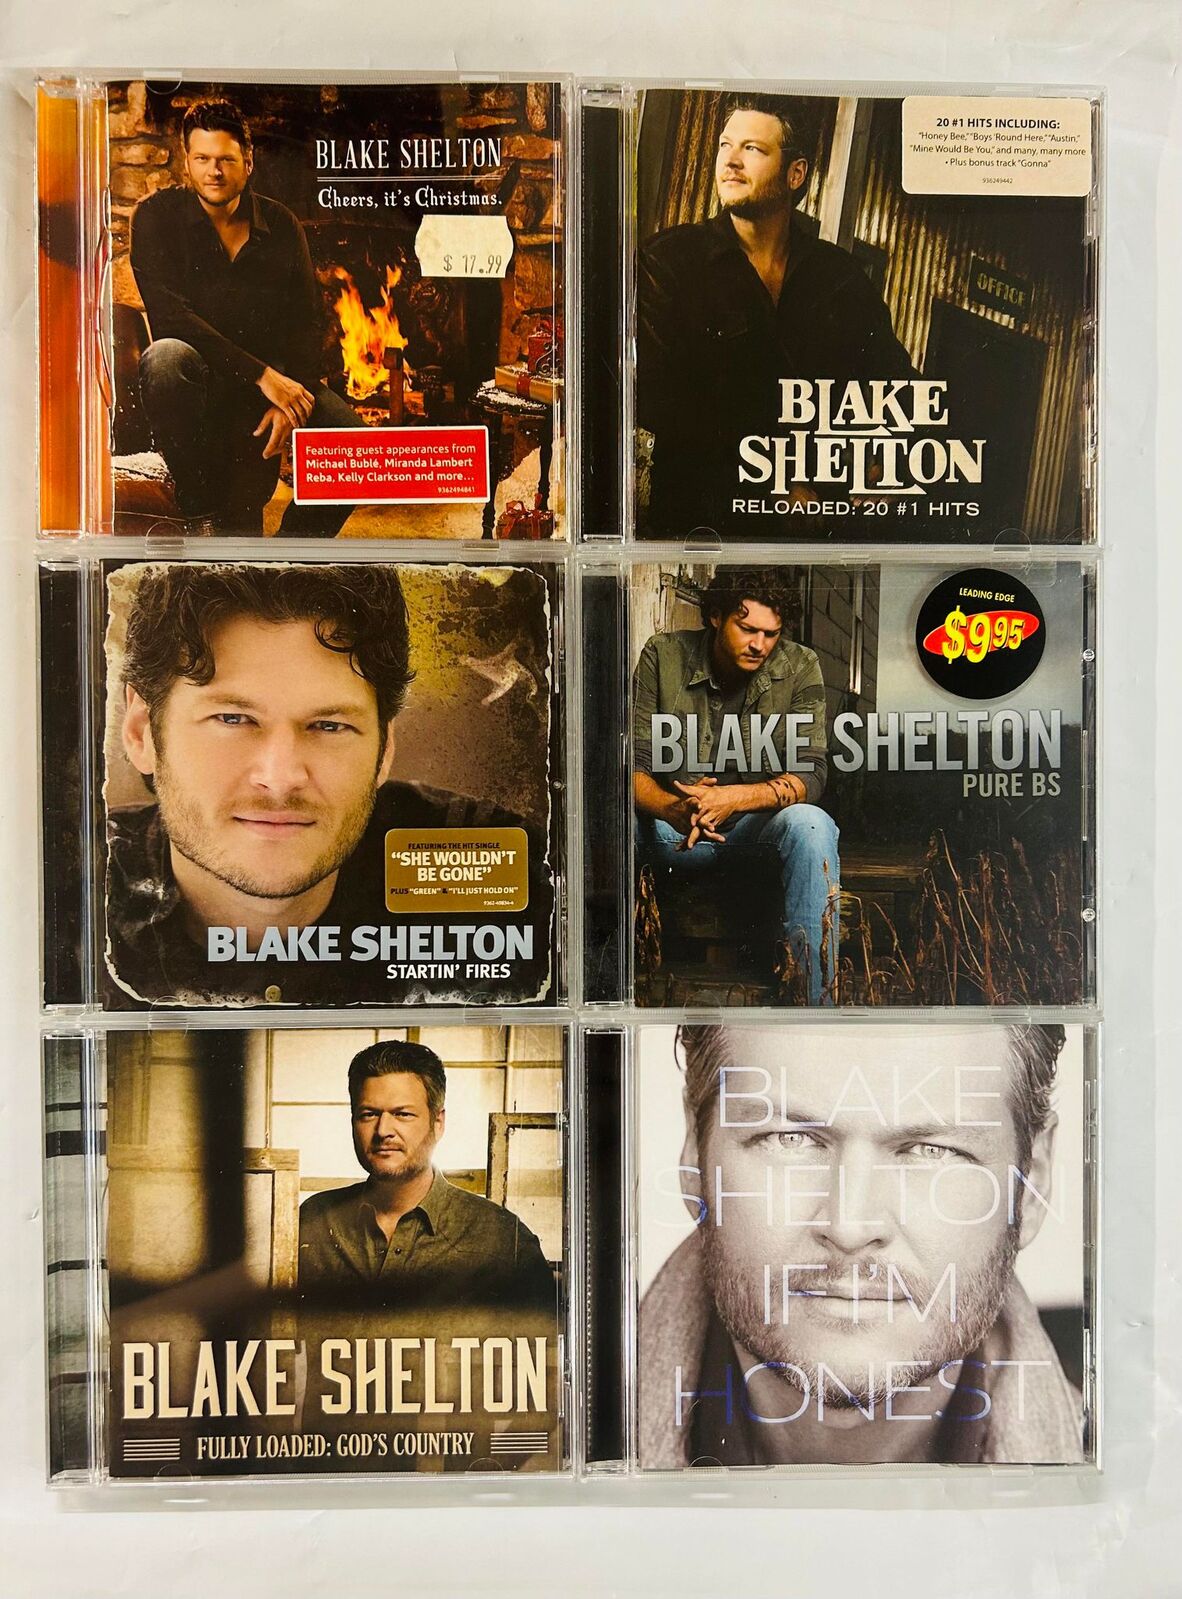 BLAKE SHELTON
Cheers, it's Christmas.
$ 17.99
Featuring guest appearances from
Michael Bublé, Miranda Lambert
Reba, Kelly Clarkson and more...
9362494841
20 #1 HITS INCLUDING:
"Honey Bee," "Boys 'Round Here," "Austin,"
"Mine Would Be You," and many, many more
• Plus bonus track "Gonna"
936249442
OFFICE
BLAKE
SHELTON
RELOADED: 20 #1 HITS
FEATURING THE HIT SINGLE
"SHE WOULDN'T
BE GONE"
PLUS "GREEN" & "I'LL JUST HOLD ON"
BLAKE SHELTON
STARTIN' FIRES
LEADING EDGE
$9.95
BLAKE SHELTON
PURE BS
BLAKE SHELTON
FULLY LOADED: GOD'S COUNTRY
BLAKE
SHELTON
IF I'M
HONEST